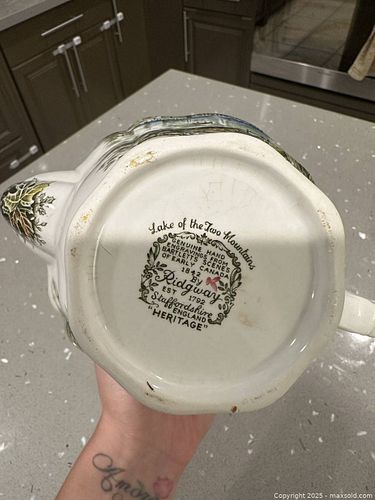 Lake of the Two Mountains
GENUINE HAND
ENGRAVINGS FROM
BARTLETT'S SCENES
OF EARLY CANADA
1842
By
Ridgway
EST 1792
Staffordshire
ENGLAND
"HERITAGE"
Copyright 2025 - maxsold.com